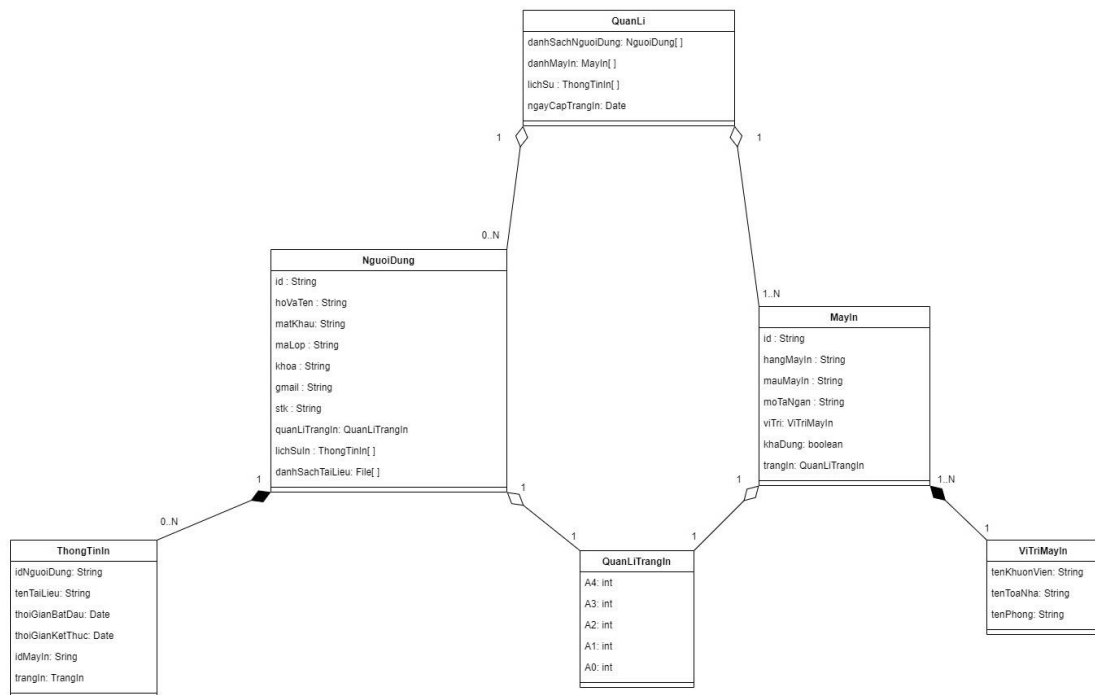 QuanLi
danhSachNguoiDung: NguoiDung[ ]
danhMayIn: MayIn[ ]
lichSu : ThongTinIn[ ]
ngayCapTrangIn: Date
1
1
0..N
NguoiDung
id : String
hoVaTen : String
matKhau: String
maLop : String
khoa : String
gmail : String
stk : String
quanLiTrangIn: QuanLiTrangIn
lichSuIn : ThongTinIn[ ]
danhSachTaiLieu: File[ ]
1..N
MayIn
id : String
hangMayIn : String
mauMayIn : String
moTaNgan : String
viTri: ViTriMayIn
khaDung: boolean
trangIn: QuanLiTrangIn
1
1
1
1..N
0..N
1
1
1
ThongTinIn
idNguoiDung: String
tenTaiLieu: String
thoiGianBatDau: Date
thoiGianKetThuc: Date
idMayIn: Sring
trangIn: TrangIn
QuanLiTrangIn
A4: int
A3: int
A2: int
A1: int
A0: int
ViTriMayIn
tenKhuonVien: String
tenToaNha: String
tenPhong: String